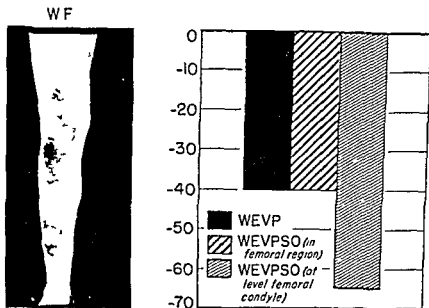 WF
0
-10
-20
-30
-40
-50
-60
-70
WEVP
WEVPSO (in
femoral region)
WEVPSO (at
level femoral
condyle)